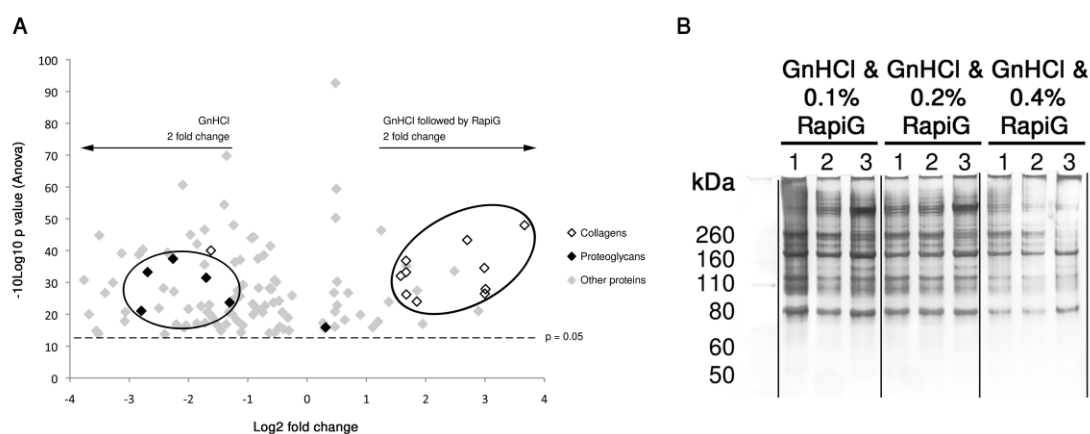 A
-10Log10 p value (Anova)
100
90
80
70
60
50
40
30
20
10
0
GnHCl
2 fold change
GnHCl followed by RapiG
2 fold change
Collagens
Proteoglycans
Other proteins
p = 0.05
-4 -3 -2 -1 0 1 2 3 4
Log2 fold change
B
GnHCl & GnHCl & GnHCl &
0.1% 0.2% 0.4%
RapiG RapiG RapiG
1 2 3 1 2 3 1 2 3
kDa
260
160
110
80
60
50